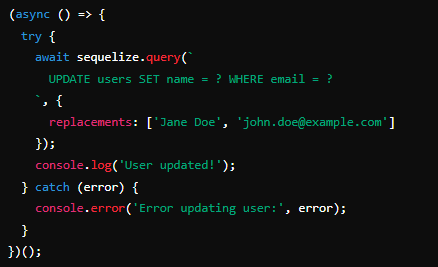 (async () => {
  try {
    await sequelize.query(`
      UPDATE users SET name = ? WHERE email = ?
    `, {
      replacements: ['Jane Doe', 'john.doe@example.com']
    });
    console.log('User updated!');
  } catch (error) {
    console.error('Error updating user:', error);
  }
})();